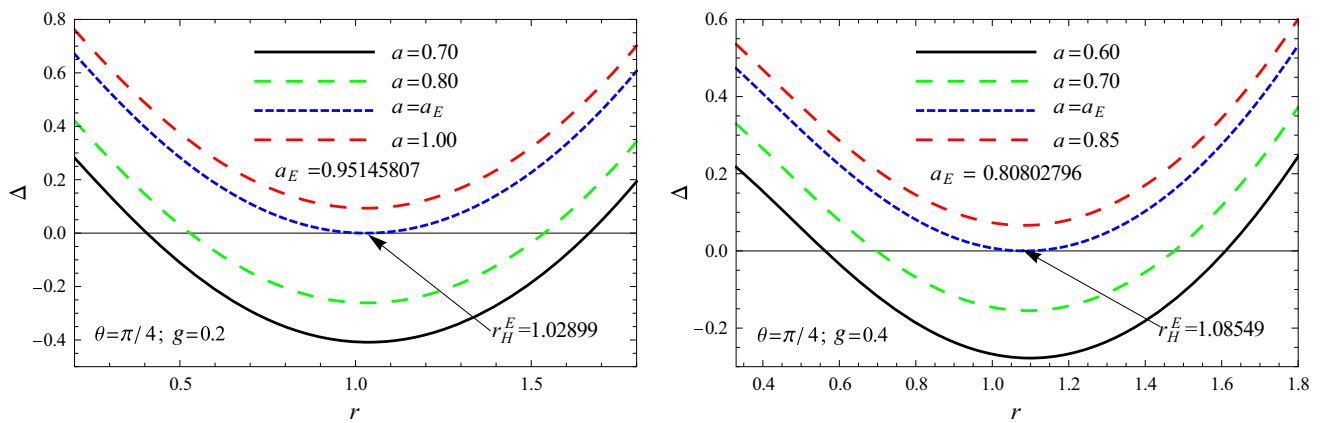 0.8
0.6
0.4
0.2
0.0
−0.2
−0.4
Δ
a=0.70
a=0.80
a=a_E
a=1.00
a_E =0.95145807
r_H^E=1.02899
θ=π/4; g=0.2
0.5 1.0 1.5
r
0.6
0.4
0.2
0.0
−0.2
Δ
a=0.60
a=0.70
a=a_E
a=0.85
a_E = 0.80802796
r_H^E=1.08549
θ=π/4; g=0.4
0.4 0.6 0.8 1.0 1.2 1.4 1.6 1.8
r